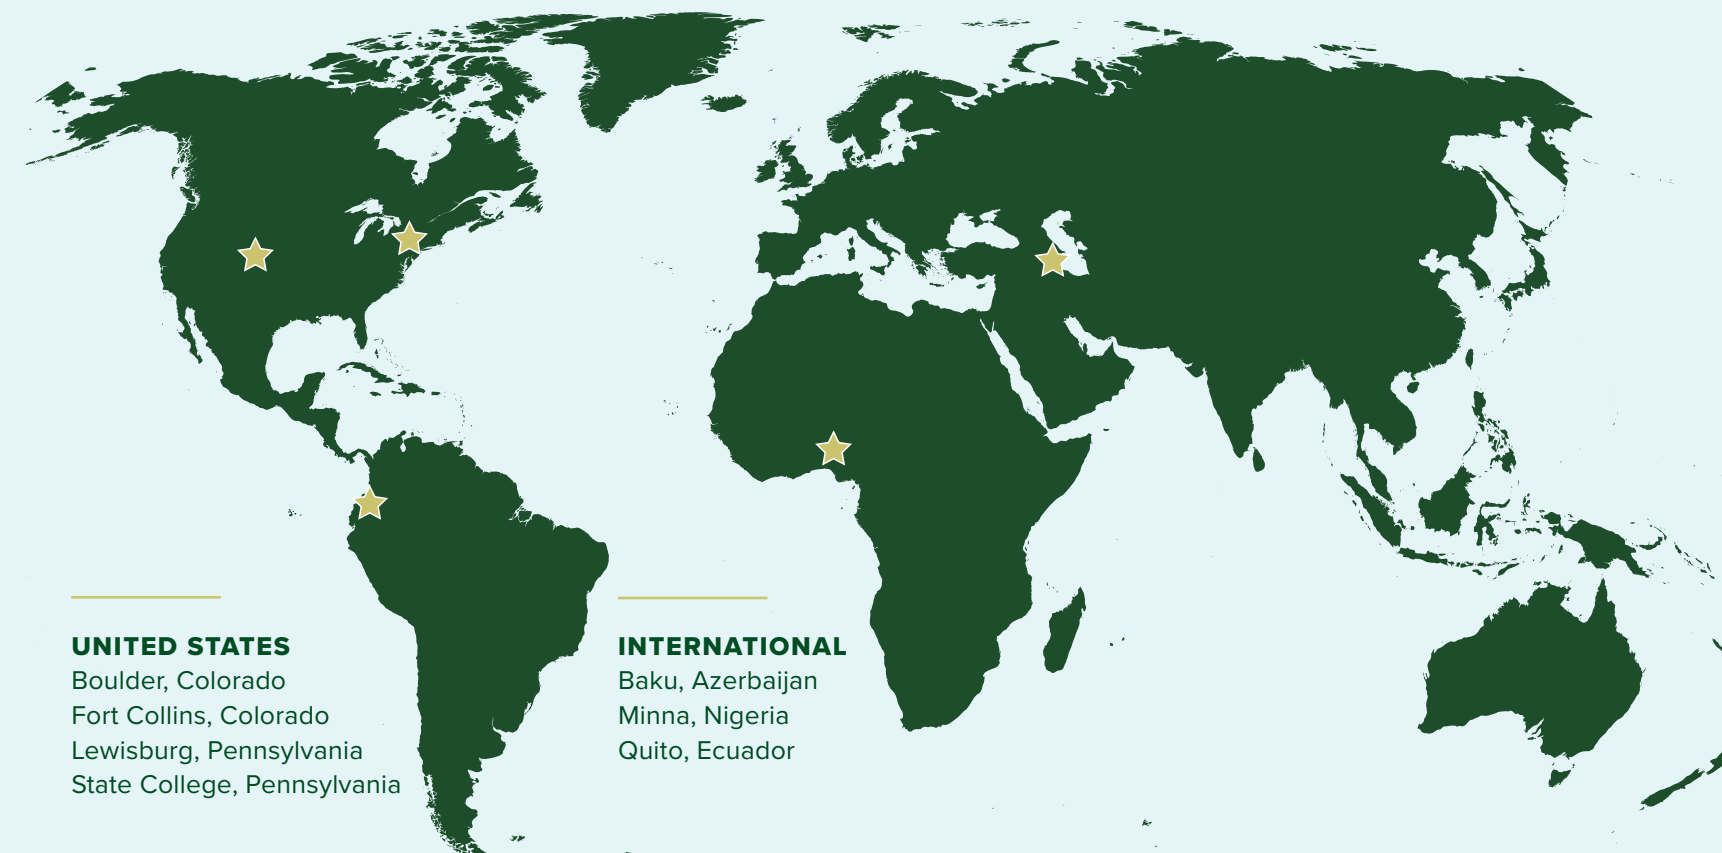 UNITED STATES
Boulder, Colorado
Fort Collins, Colorado
Lewisburg, Pennsylvania
State College, Pennsylvania
INTERNATIONAL
Baku, Azerbaijan
Minna, Nigeria
Quito, Ecuador